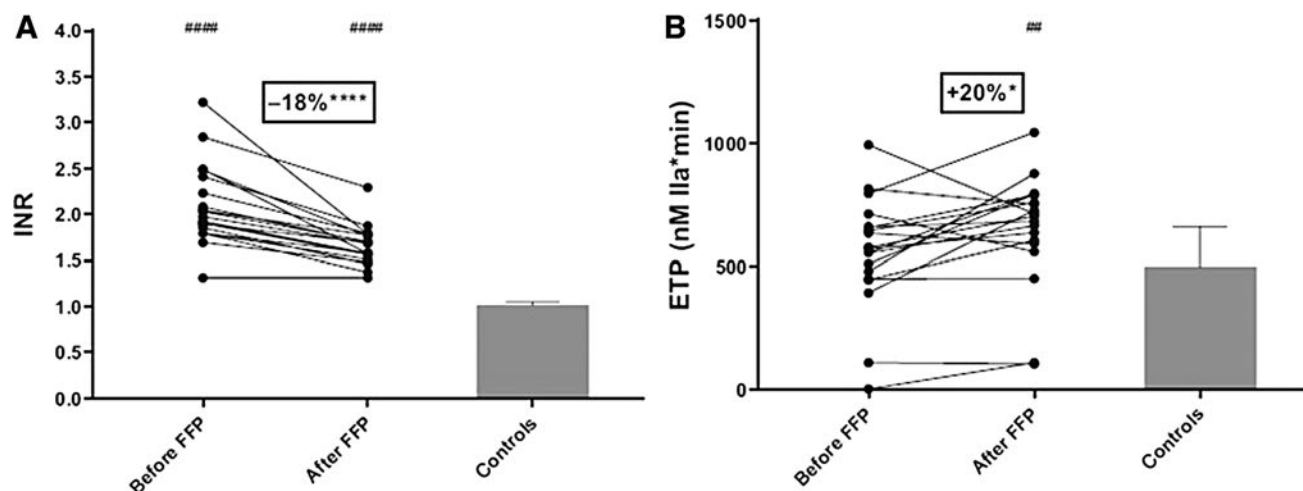 A
INR
4.0
3.5
3.0
2.5
2.0
1.5
1.0
0.5
0.0
####
####
–18%****
Before FFP
After FFP
Controls
B
ETP (nM IIa*min)
1500
1000
500
0
##
+20%*
Before FFP
After FFP
Controls